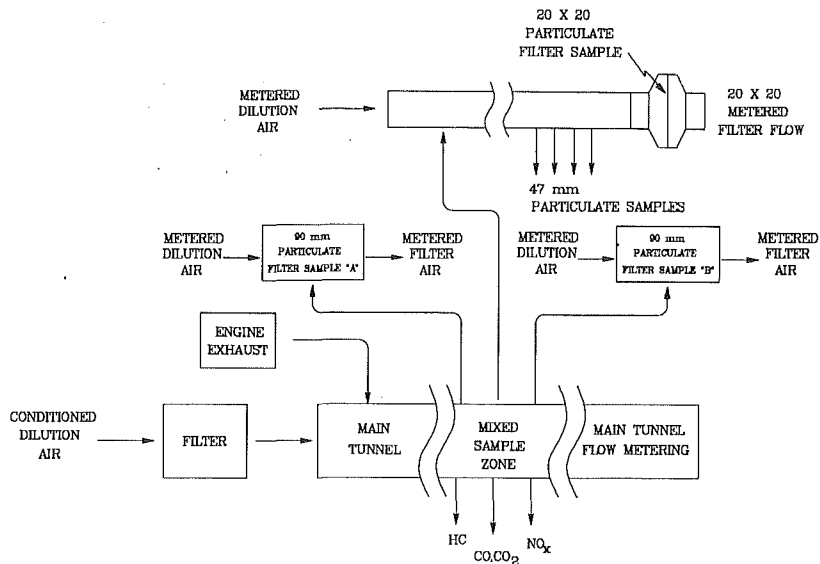 20 X 20
PARTICULATE
FILTER SAMPLE
METERED
DILUTION
AIR
20 X 20
METERED
FILTER FLOW
47 mm
PARTICULATE SAMPLES
METERED
DILUTION
AIR
90 mm
PARTICULATE
FILTER SAMPLE "A"
METERED
FILTER
AIR
METERED
DILUTION
AIR
90 mm
PARTICULATE
FILTER SAMPLE "B"
METERED
FILTER
AIR
ENGINE
EXHAUST
CONDITIONED
DILUTION
AIR
FILTER
MAIN
TUNNEL
MIXED
SAMPLE
ZONE
MAIN TUNNEL
FLOW METERING
HC
CO,CO2
NOx